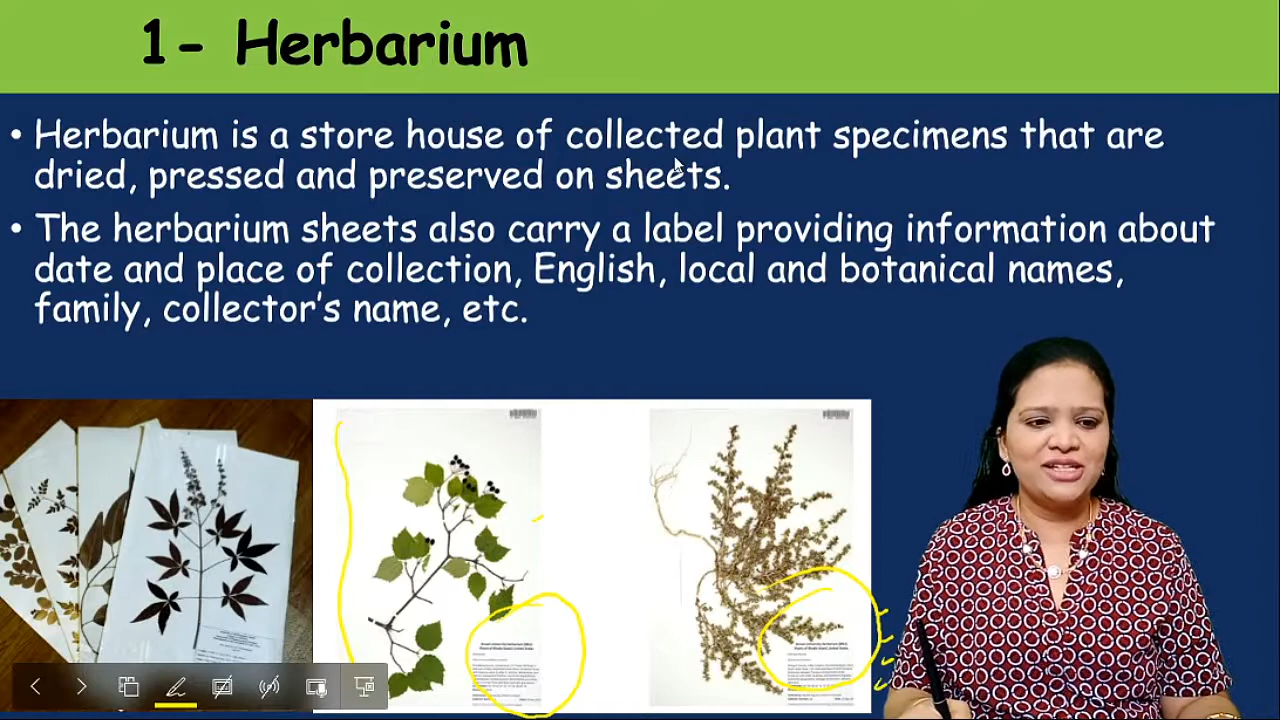 1- Herbarium
• Herbarium is a store house of collected plant specimens that are
dried, pressed and preserved on sheets.
• The herbarium sheets also carry a label providing information about
date and place of collection, English, local and botanical names,
family, collector's name, etc.